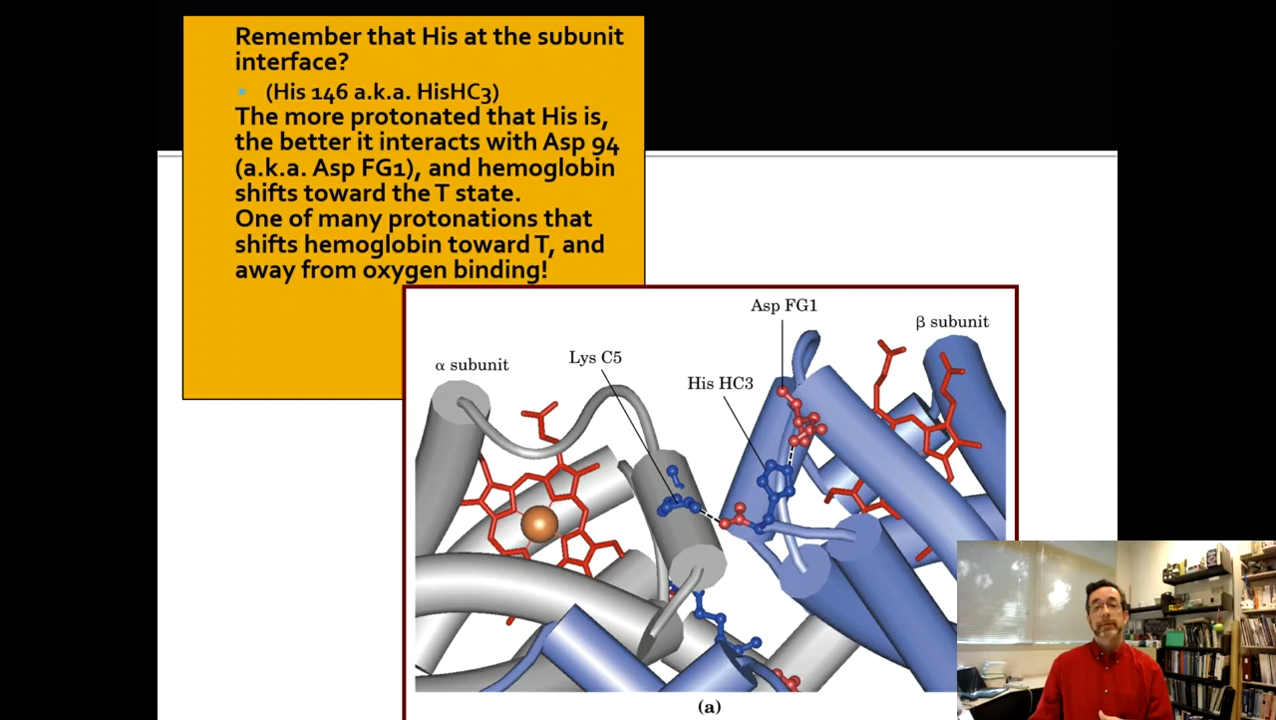 Remember that His at the subunit
interface?
▪ (His 146 a.k.a. HisHC3)
The more protonated that His is,
the better it interacts with Asp 94
(a.k.a. Asp FG1), and hemoglobin
shifts toward the T state.
One of many protonations that
shifts hemoglobin toward T, and
away from oxygen binding!
Asp FG1
β subunit
Lys C5
α subunit
His HC3
(a)